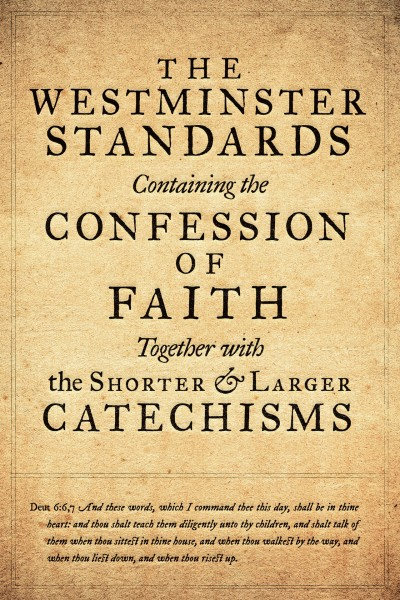 THE
WESTMINSTER
STANDARDS
Containing the
CONFESSION
OF
FAITH
Together with
the SHORTER & LARGER
CATECHISMS
Deut. 6:6,7 And these words, which I command thee this day, shall be in thine
heart: and thou shalt teach them diligently unto thy children, and shalt talk of
them when thou sittest in thine house, and when thou walkest by the way, and
when thou liest down, and when thou risest up.